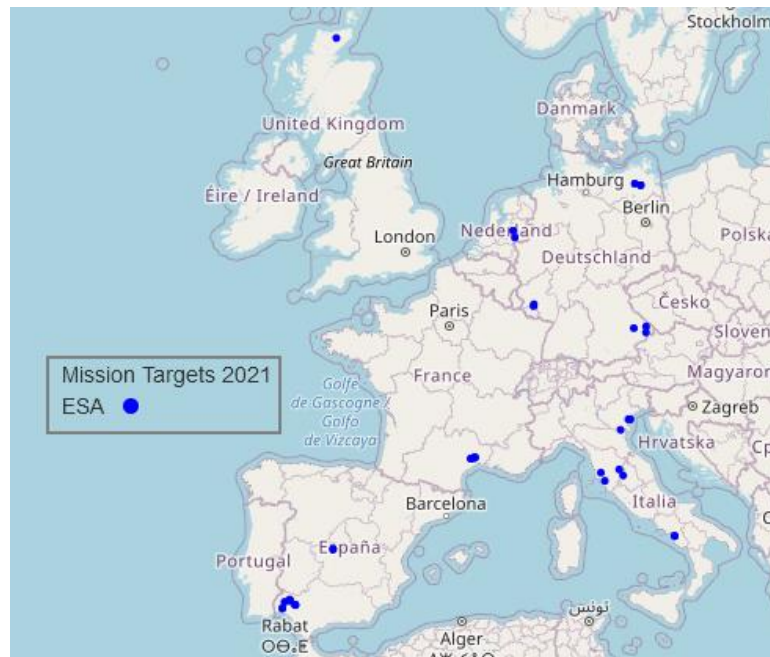 Stockholm
Danmark
United Kingdom
Great Britain
Éire / Ireland
Hamburg
Berlin
Nederland
Polska
London
Deutschland
Česko
Paris
Sloven
Mission Targets 2021
ESA
France
Magyaror
Golfe
de Gascogne /
Golfo
de Vizcaya
Zagreb
Hrvatska
Ср
Italia
Barcelona
España
Portugal
Rabat
ⵔⴱⴰⵟ
Alger
تونس